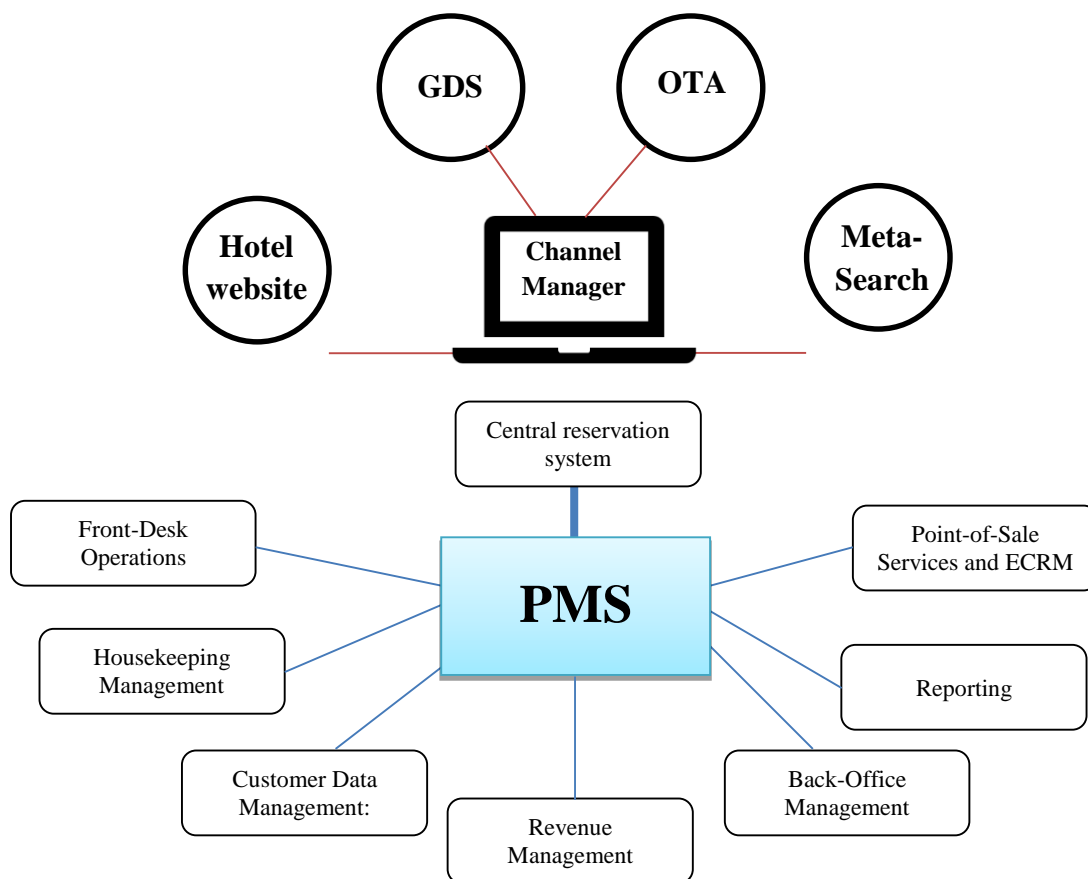 GDS
OTA
Hotel
website
Channel
Manager
Meta-
Search
Central reservation
system
Front-Desk
Operations
PMS
Point-of-Sale
Services and ECRM
Housekeeping
Management
Reporting
Customer Data
Management:
Revenue
Management
Back-Office
Management